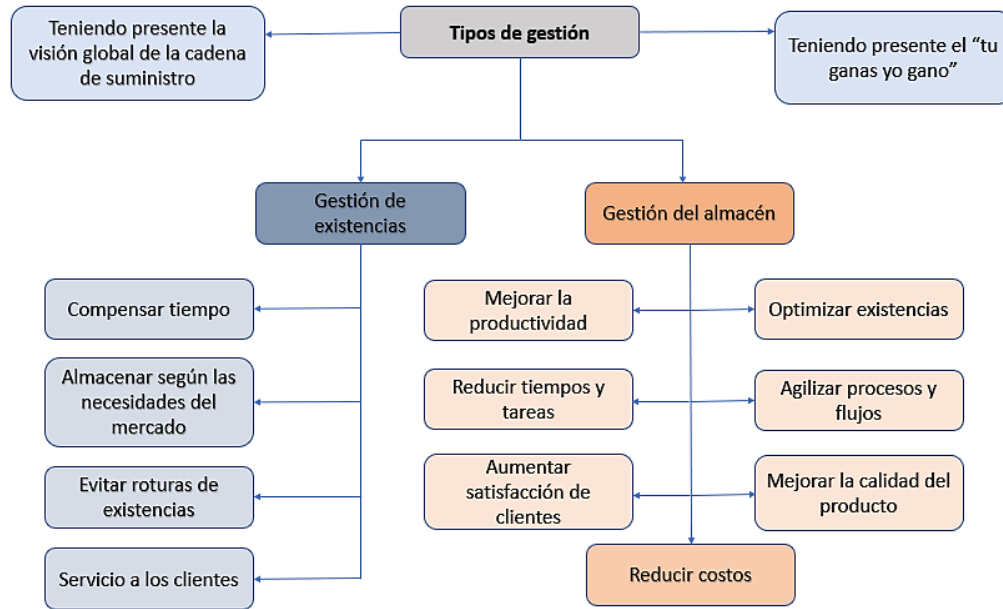 Teniendo presente la
visión global de la cadena
de suministro
Tipos de gestión
Teniendo presente el “tu
ganas yo gano”
Gestión de
existencias
Gestión del almacén
Compensar tiempo
Almacenar según las
necesidades del
mercado
Evitar roturas de
existencias
Servicio a los clientes
Mejorar la
productividad
Optimizar existencias
Reducir tiempos y
tareas
Agilizar procesos y
flujos
Aumentar
satisfacción de
clientes
Mejorar la calidad del
producto
Reducir costos